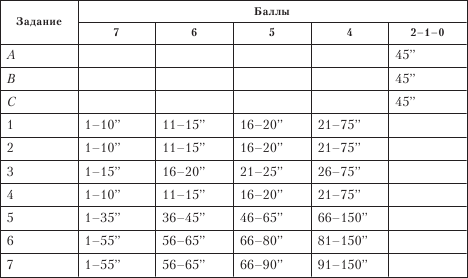 Задание Баллы
7 6 5 4 2–1–0
A 45”
B 45”
C 45”
1 1–10” 11–15” 16–20” 21–75”
2 1–10” 11–15” 16–20” 21–75”
3 1–15” 16–20” 21–25” 26–75”
4 1–10” 11–15” 16–20” 21–75”
5 1–35” 36–45” 46–65” 66–150”
6 1–55” 56–65” 66–80” 81–150”
7 1–55” 56–65” 66–90” 91–150”